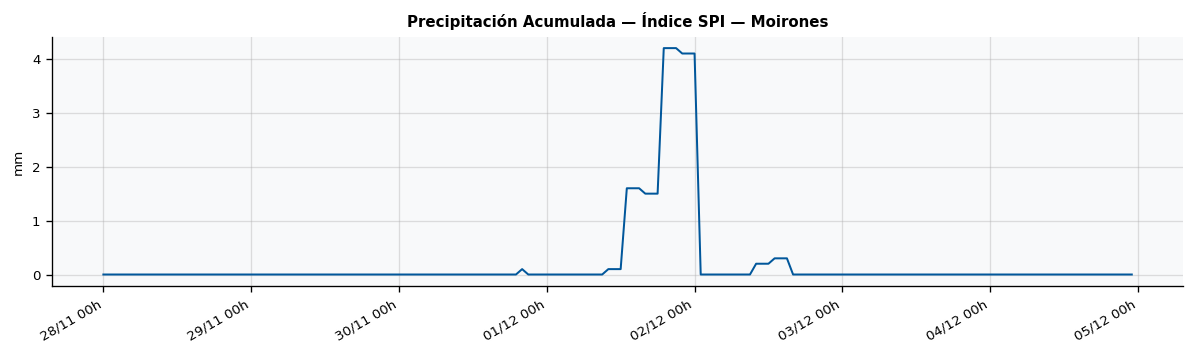 Precipitación Acumulada — Índice SPI — Moirones
mm
4
3
2
1
0
28/11 00h
29/11 00h
30/11 00h
01/12 00h
02/12 00h
03/12 00h
04/12 00h
05/12 00h